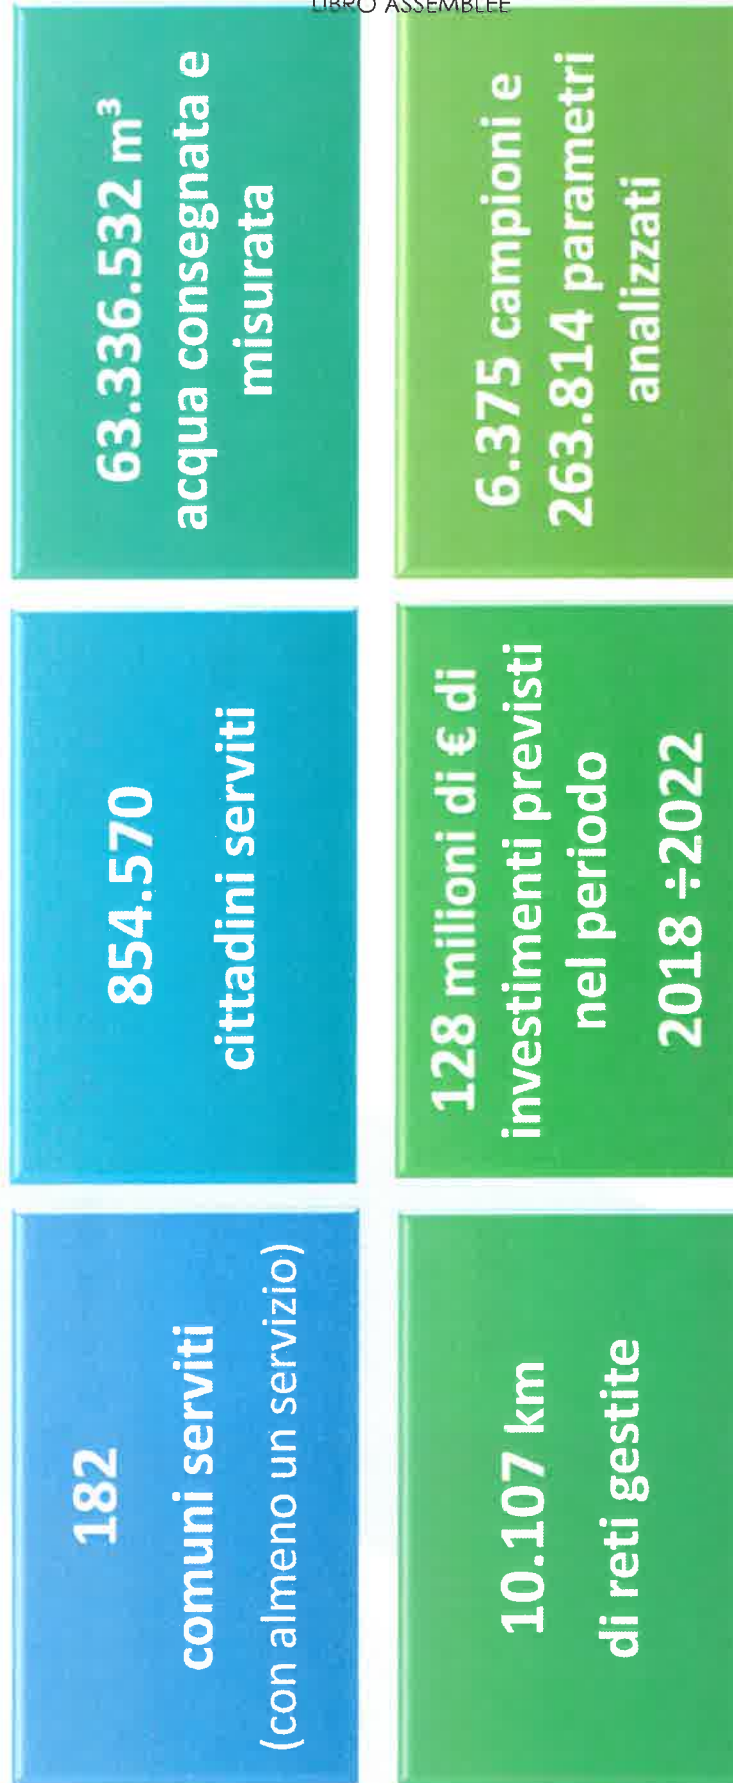 LIBRO ASSEMBLEE
182
comuni serviti
(con almeno un servizio)
854.570
cittadini serviti
63.336.532 m³
acqua consegnata e
misurata
10.107 km
di reti gestite
128 milioni di € di
investimenti previsti
nel periodo
2018 ÷2022
6.375 campioni e
263.814 parametri
analizzati